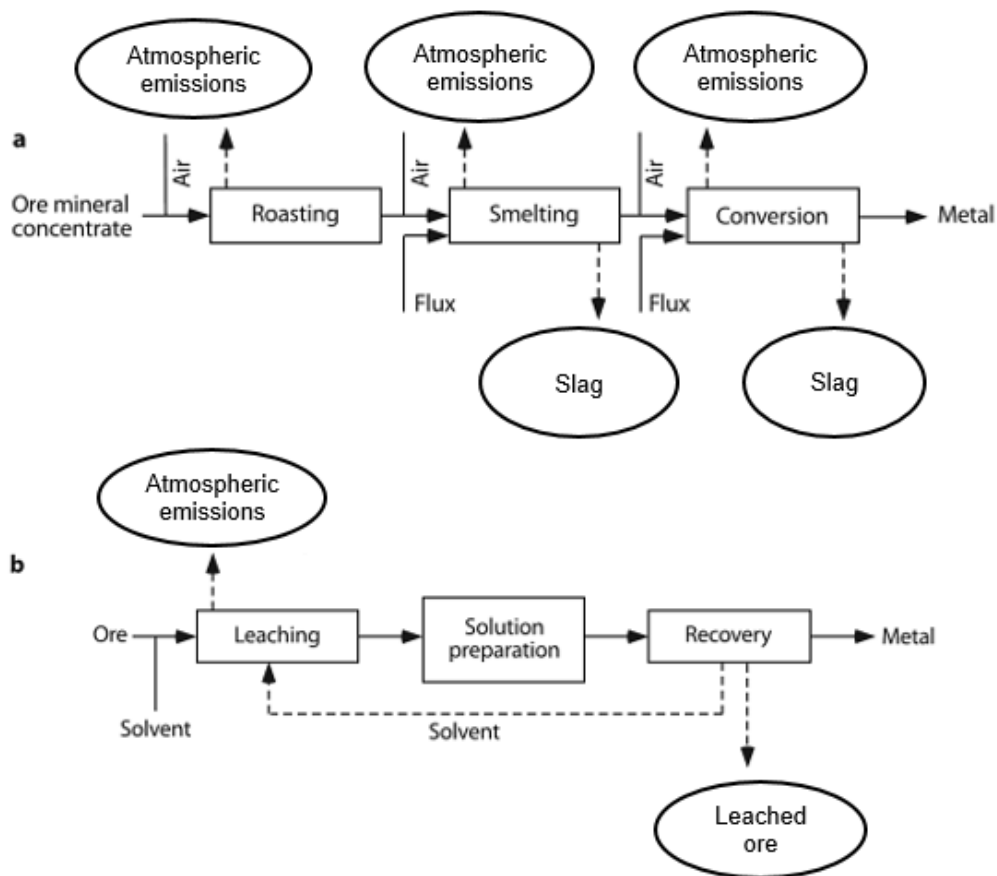 Atmospheric
emissions
Atmospheric
emissions
Atmospheric
emissions
a
Air
Air
Air
Ore mineral
concentrate
Roasting
Smelting
Conversion
Metal
Flux
Flux
Slag
Slag
Atmospheric
emissions
b
Ore
Leaching
Solution
preparation
Recovery
Metal
Solvent
Solvent
Leached
ore